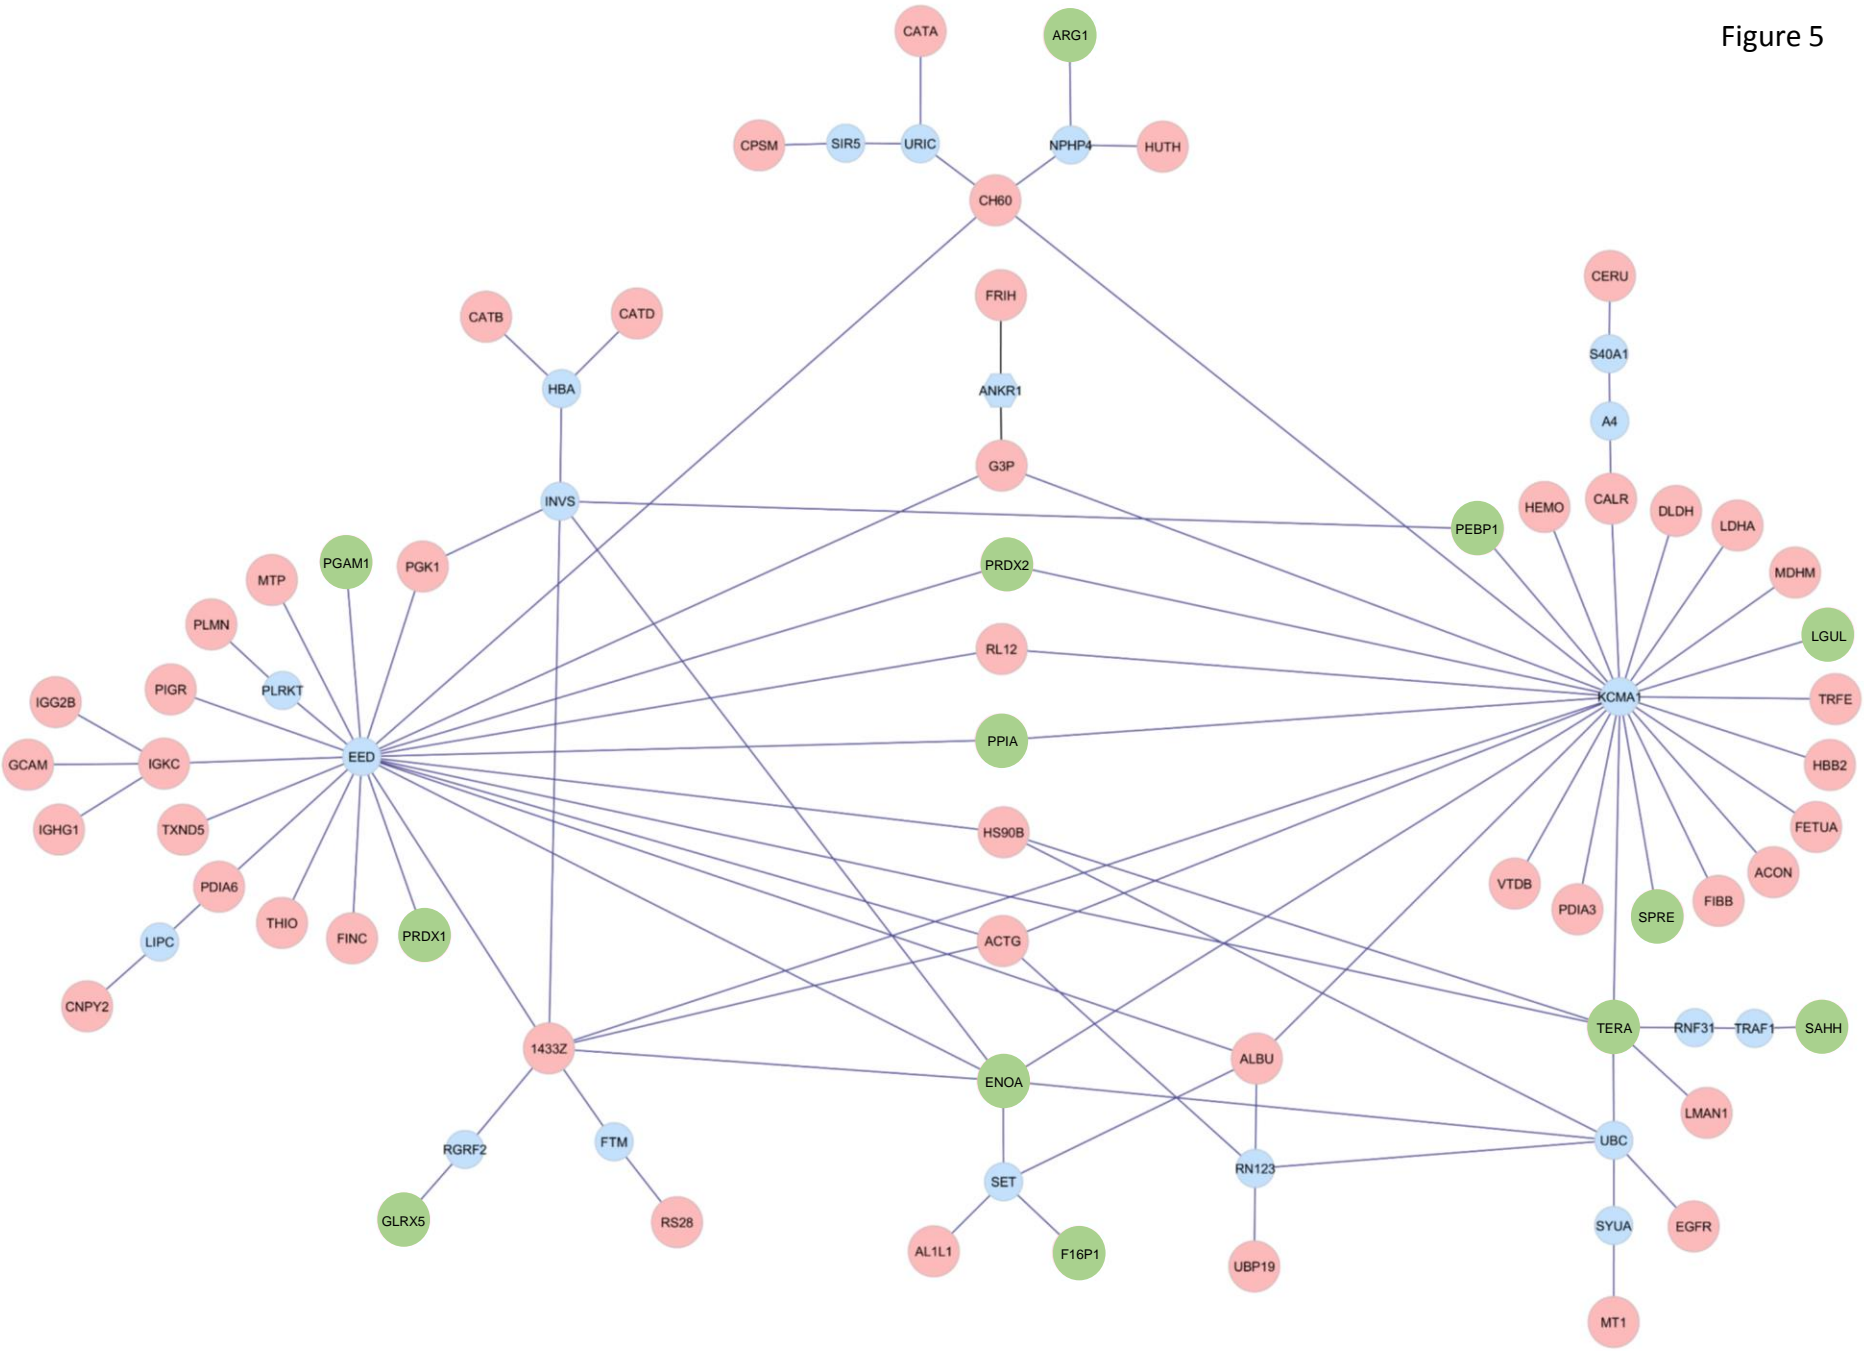 Figure 5
CATA
ARG1
CPSM
SIR5
URIC
NPHP4
HUTH
CH60
CERU
FRIH
CATB
CATD
S40A1
HBA
ANKR1
A4
G3P
CALR
HEMO
DLDH
LDHA
INVS
PEBP1
PGAM1
PGK1
PRDX2
MDHM
MTP
PLMN
LGUL
RL12
PIGR
PLRKT
KCMA1
TRFE
IGG2B
PPIA
EED
IGKC
GCAM
HBB2
IGHG1
TXND5
HS90B
FETUA
PDIA6
VTDB
ACON
THIO
FINC
PRDX1
PDIA3
SPRE
FIBB
LIPC
ACTG
CNPY2
TERA
RNF31
TRAF1
SAHH
1433Z
ALBU
ENOA
LMAN1
RGRF2
FTM
UBC
SET
RN123
GLRX5
RS28
SYUA
EGFR
AL1L1
F16P1
UBP19
MT1